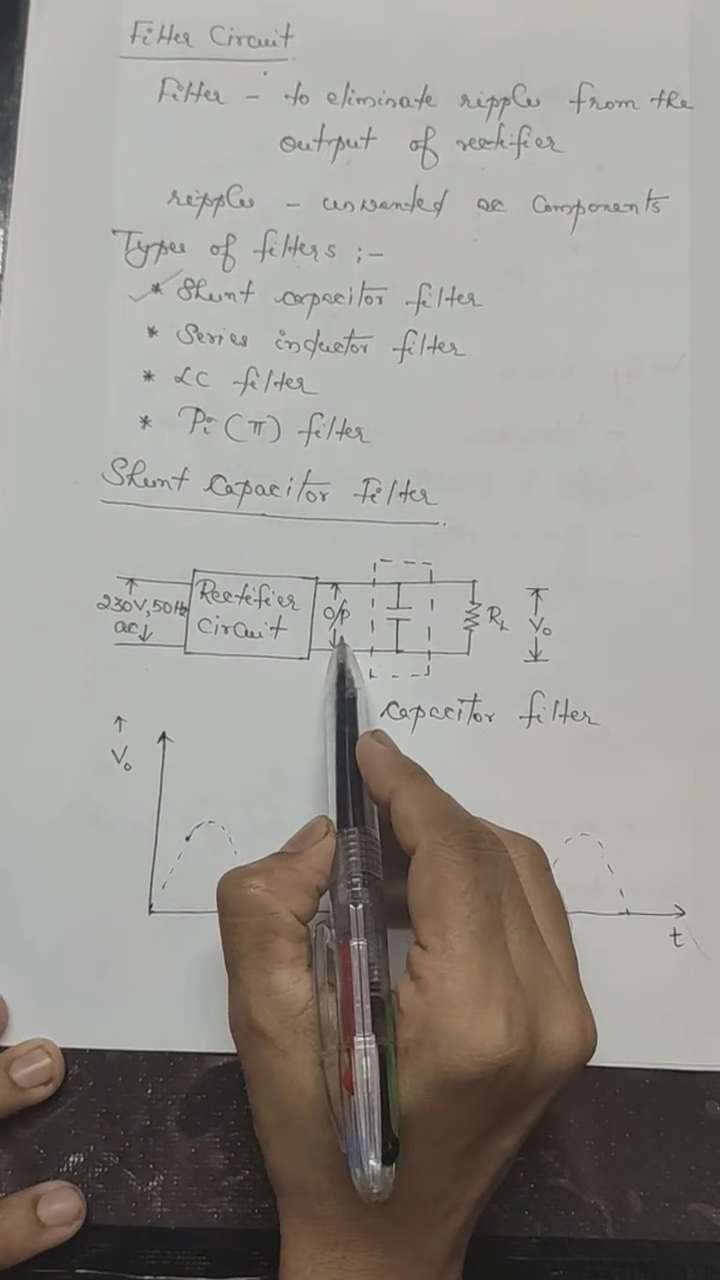 Filter Circuit
Filter - to eliminate ripples from the
output of rectifier
ripples - unwanted ac components
Types of filters :-
* Shunt capacitor filter
* Series inductor filter
* LC filter
* Pi (π) filter
Shunt Capacitor Filter
230V, 50Hz
ac
Rectifier
circuit
o/p
RL
Vo
capacitor filter
Vo
t